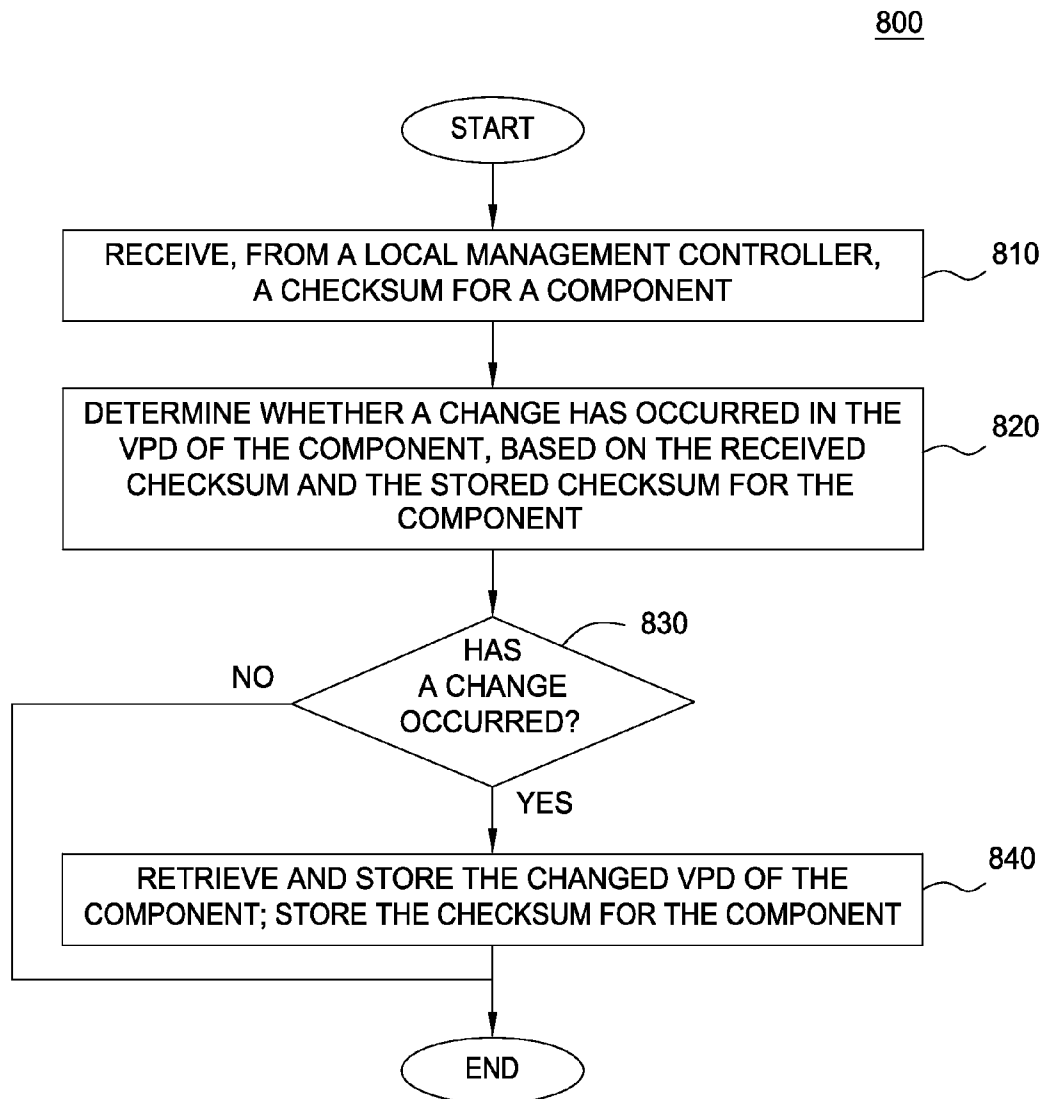 800
START
RECEIVE, FROM A LOCAL MANAGEMENT CONTROLLER,
A CHECKSUM FOR A COMPONENT
810
DETERMINE WHETHER A CHANGE HAS OCCURRED IN THE
VPD OF THE COMPONENT, BASED ON THE RECEIVED
CHECKSUM AND THE STORED CHECKSUM FOR THE
COMPONENT
820
HAS
A CHANGE
OCCURRED?
830
NO
YES
RETRIEVE AND STORE THE CHANGED VPD OF THE
COMPONENT; STORE THE CHECKSUM FOR THE COMPONENT
840
END